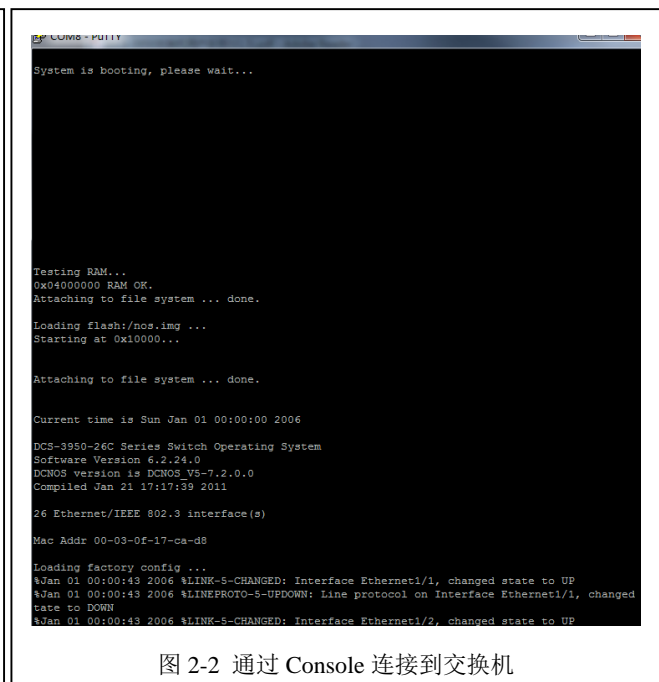 COM8 - PuTTY
System is booting, please wait...
Testing RAM...
0x04000000 RAM OK.
Attaching to file system ... done.
Loading flash:/nos.img ...
Starting at 0x10000...
Attaching to file system ... done.
Current time is Sun Jan 01 00:00:00 2006
DCS-3950-26C Series Switch Operating System
Software Version 6.2.24.0
DCNOS version is DCNOS_V5-7.2.0.0
Compiled Jan 21 17:17:39 2011
26 Ethernet/IEEE 802.3 interface(s)
Mac Addr 00-03-0f-17-ca-d8
Loading factory config ...
%Jan 01 00:00:43 2006 %LINK-5-CHANGED: Interface Ethernet1/1, changed state to UP
%Jan 01 00:00:43 2006 %LINEPROTO-5-UPDOWN: Line protocol on Interface Ethernet1/1, changed
tate to DOWN
%Jan 01 00:00:43 2006 %LINK-5-CHANGED: Interface Ethernet1/2, changed state to UP
图 2-2 通过 Console 连接到交换机